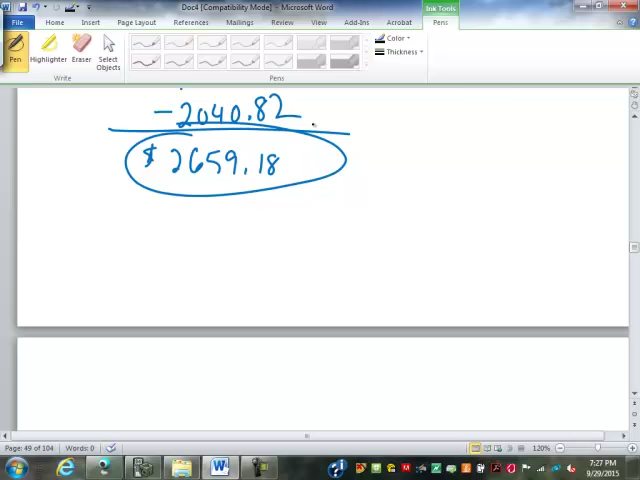 Doc4 [Compatibility Mode] - Microsoft Word
Ink Tools
File Home Insert Page Layout References Mailings Review View Add-Ins Acrobat Pens
Pen Highlighter Eraser Select Objects
Color
Thickness
Write Pens
- 2040.82
$ 2659.18
Page: 49 of 104 Words: 0 120%
7:27 PM
9/29/2015